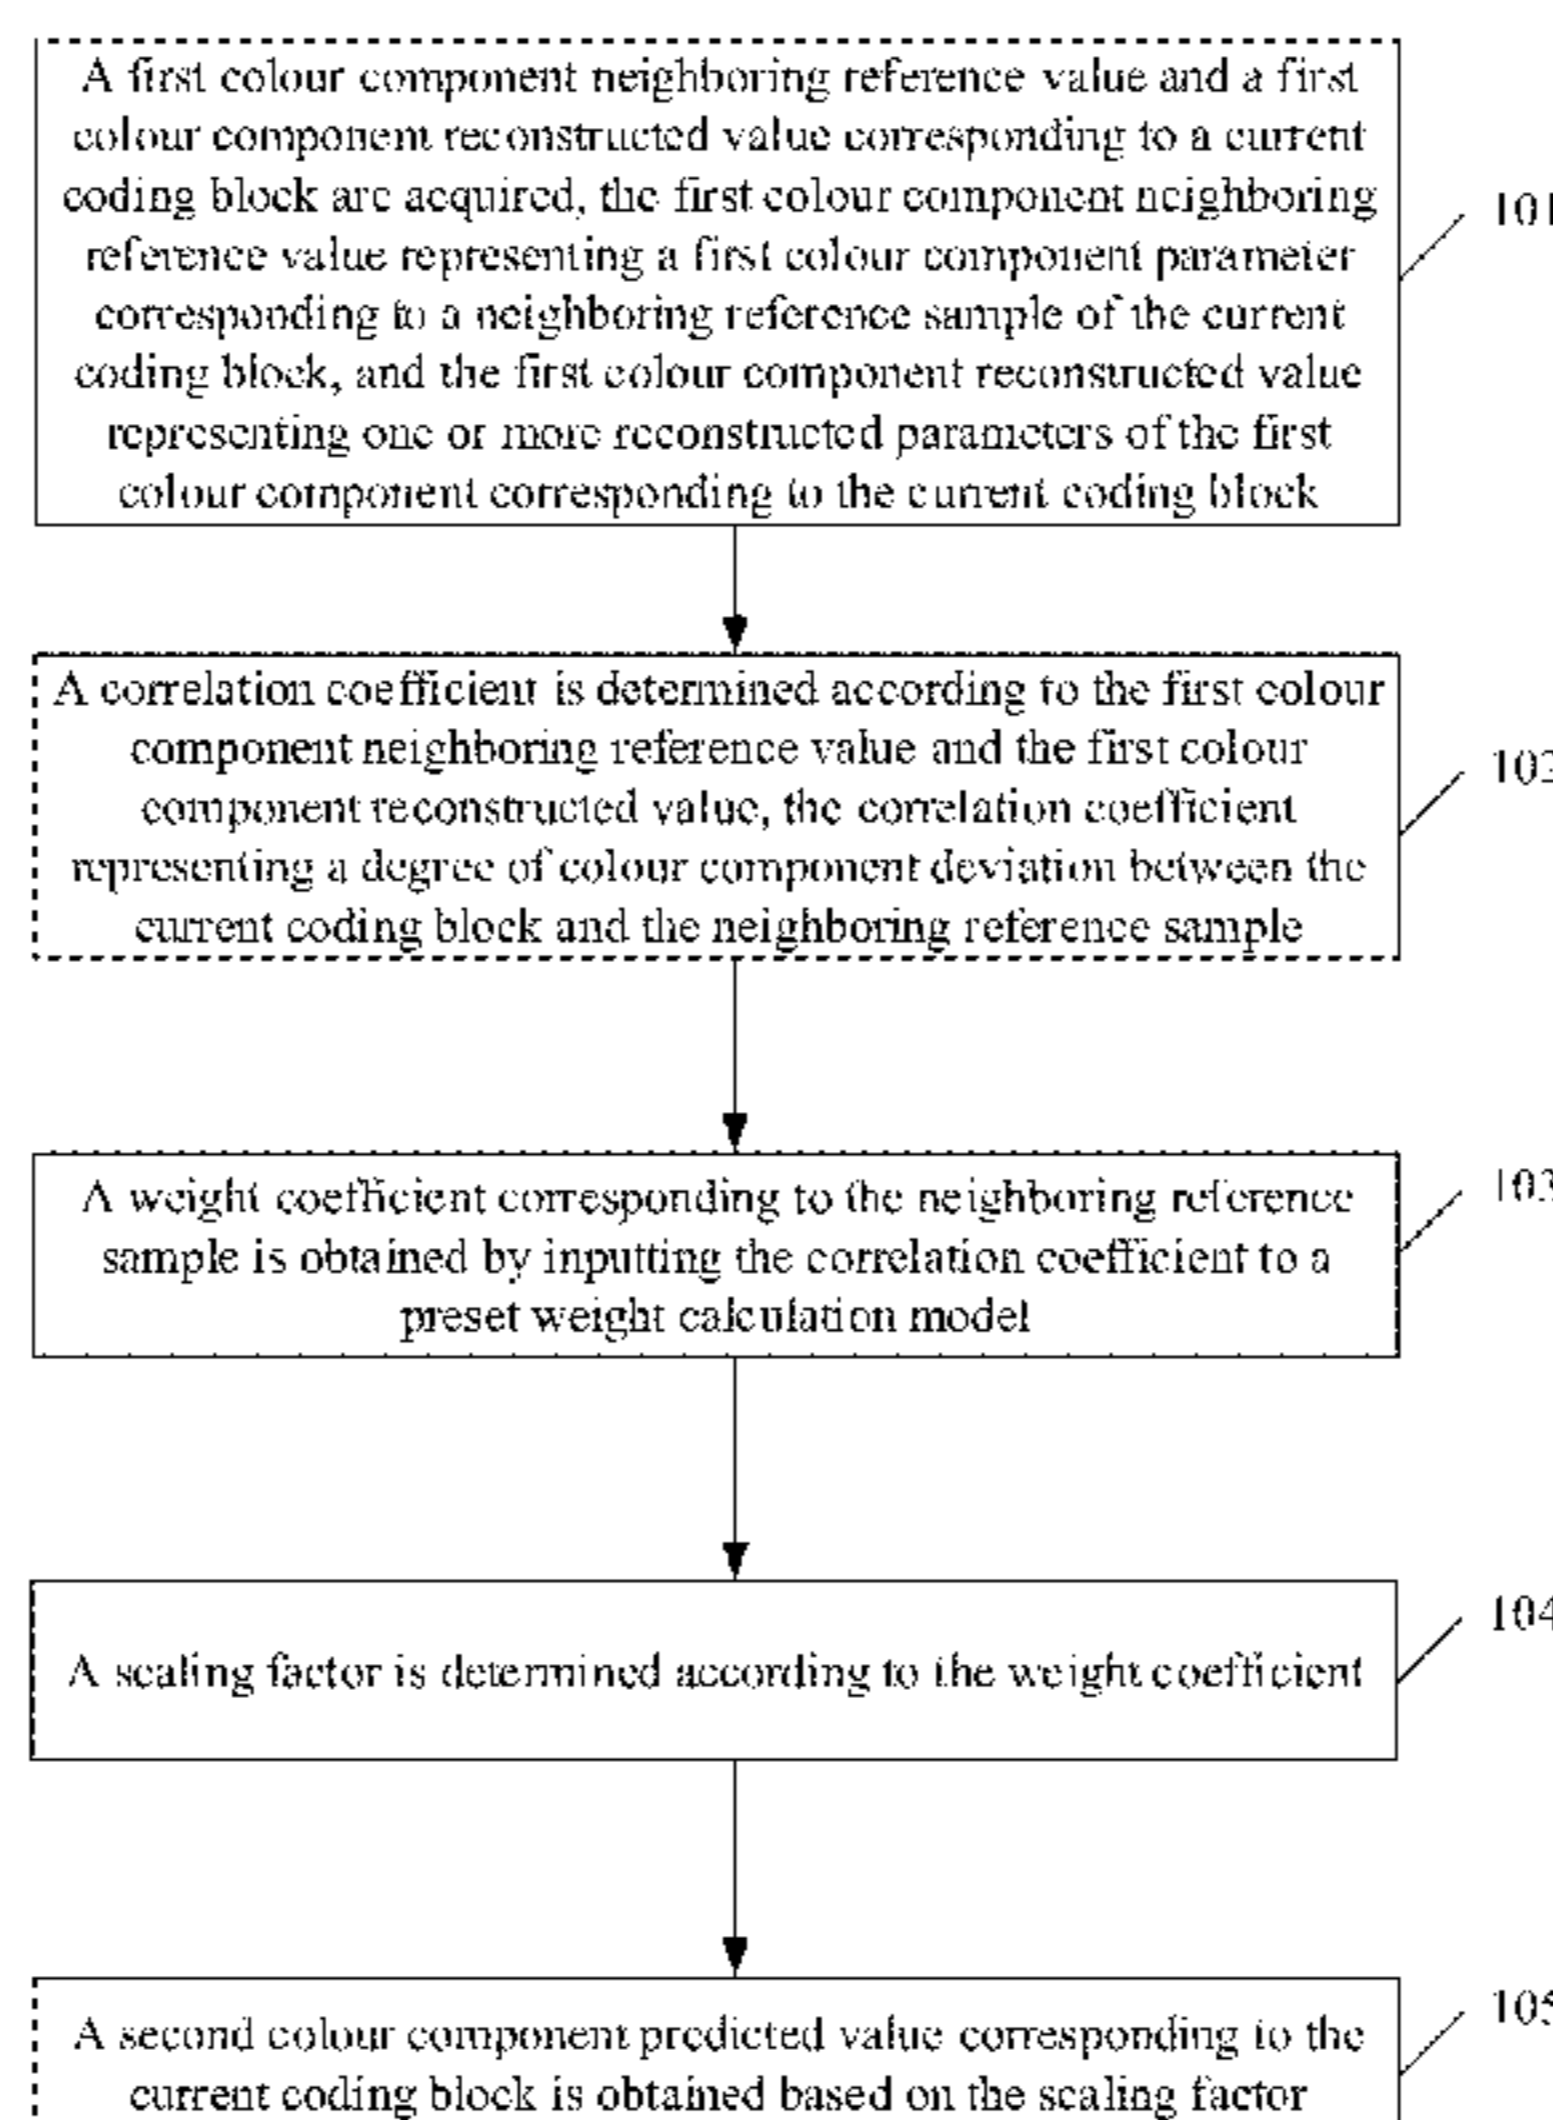 A first colour component neighboring reference value and a first
colour component reconstructed value corresponding to a current
coding block are acquired, the first colour component neighboring
reference value representing a first colour component parameter
corresponding to a neighboring reference sample of the current
coding block, and the first colour component reconstructed value
representing one or more reconstructed parameters of the first
colour component corresponding to the current coding block
101
A correlation coefficient is determined according to the first colour
component neighboring reference value and the first colour
component reconstructed value, the correlation coefficient
representing a degree of colour component deviation between the
current coding block and the neighboring reference sample
102
A weight coefficient corresponding to the neighboring reference
sample is obtained by inputting the correlation coefficient to a
preset weight calculation model
103
A scaling factor is determined according to the weight coefficient
104
A second colour component predicted value corresponding to the
current coding block is obtained based on the scaling factor
105